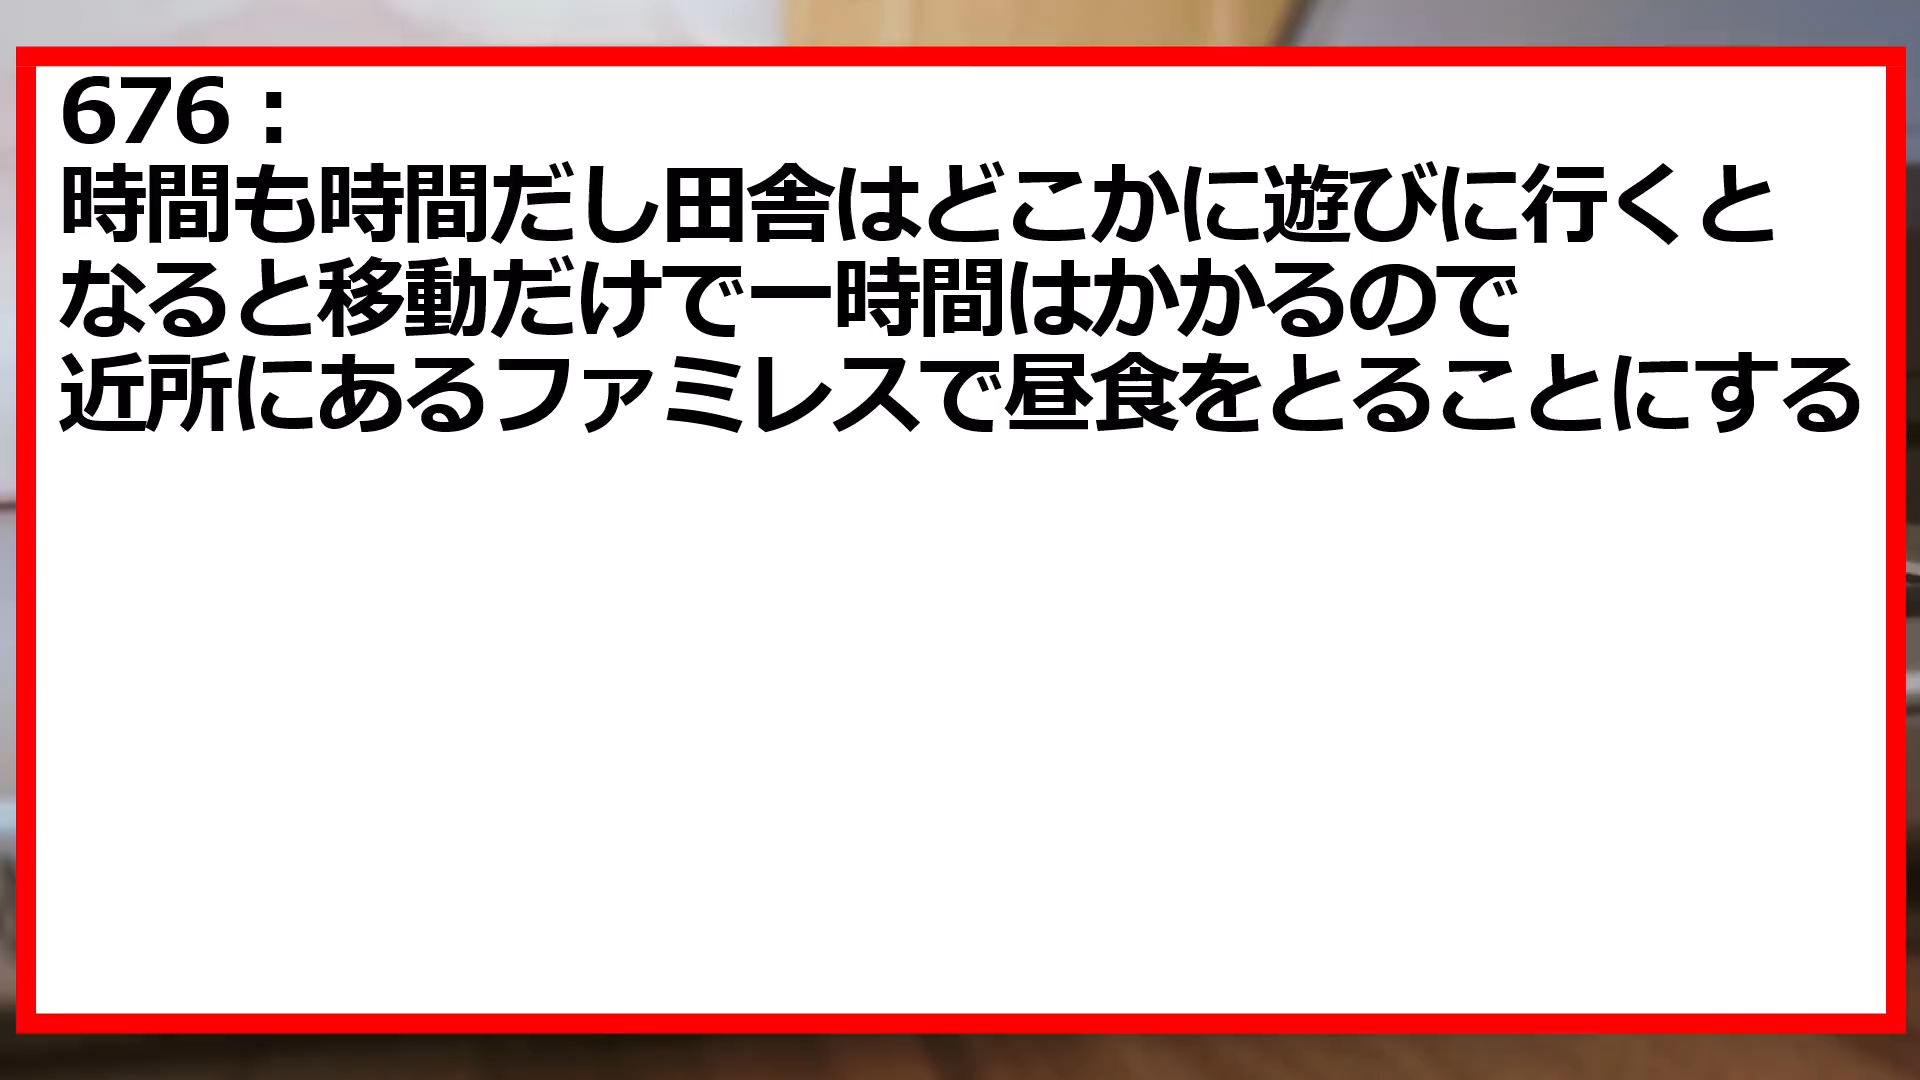 676：
時間も時間だし田舎はどこかに遊びに行くと
なると移動だけで一時間はかかるので
近所にあるファミレスで昼食をとることにする